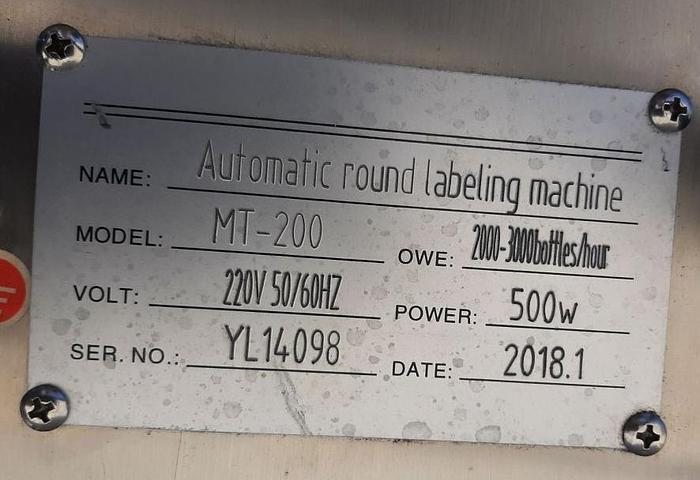 NAME: Automatic round labeling machine
MODEL: MT-200 OWE: 2000-3000bottles/hour
VOLT: 220V 50/60HZ POWER: 500w
SER. NO.: YL14098 DATE: 2018.1